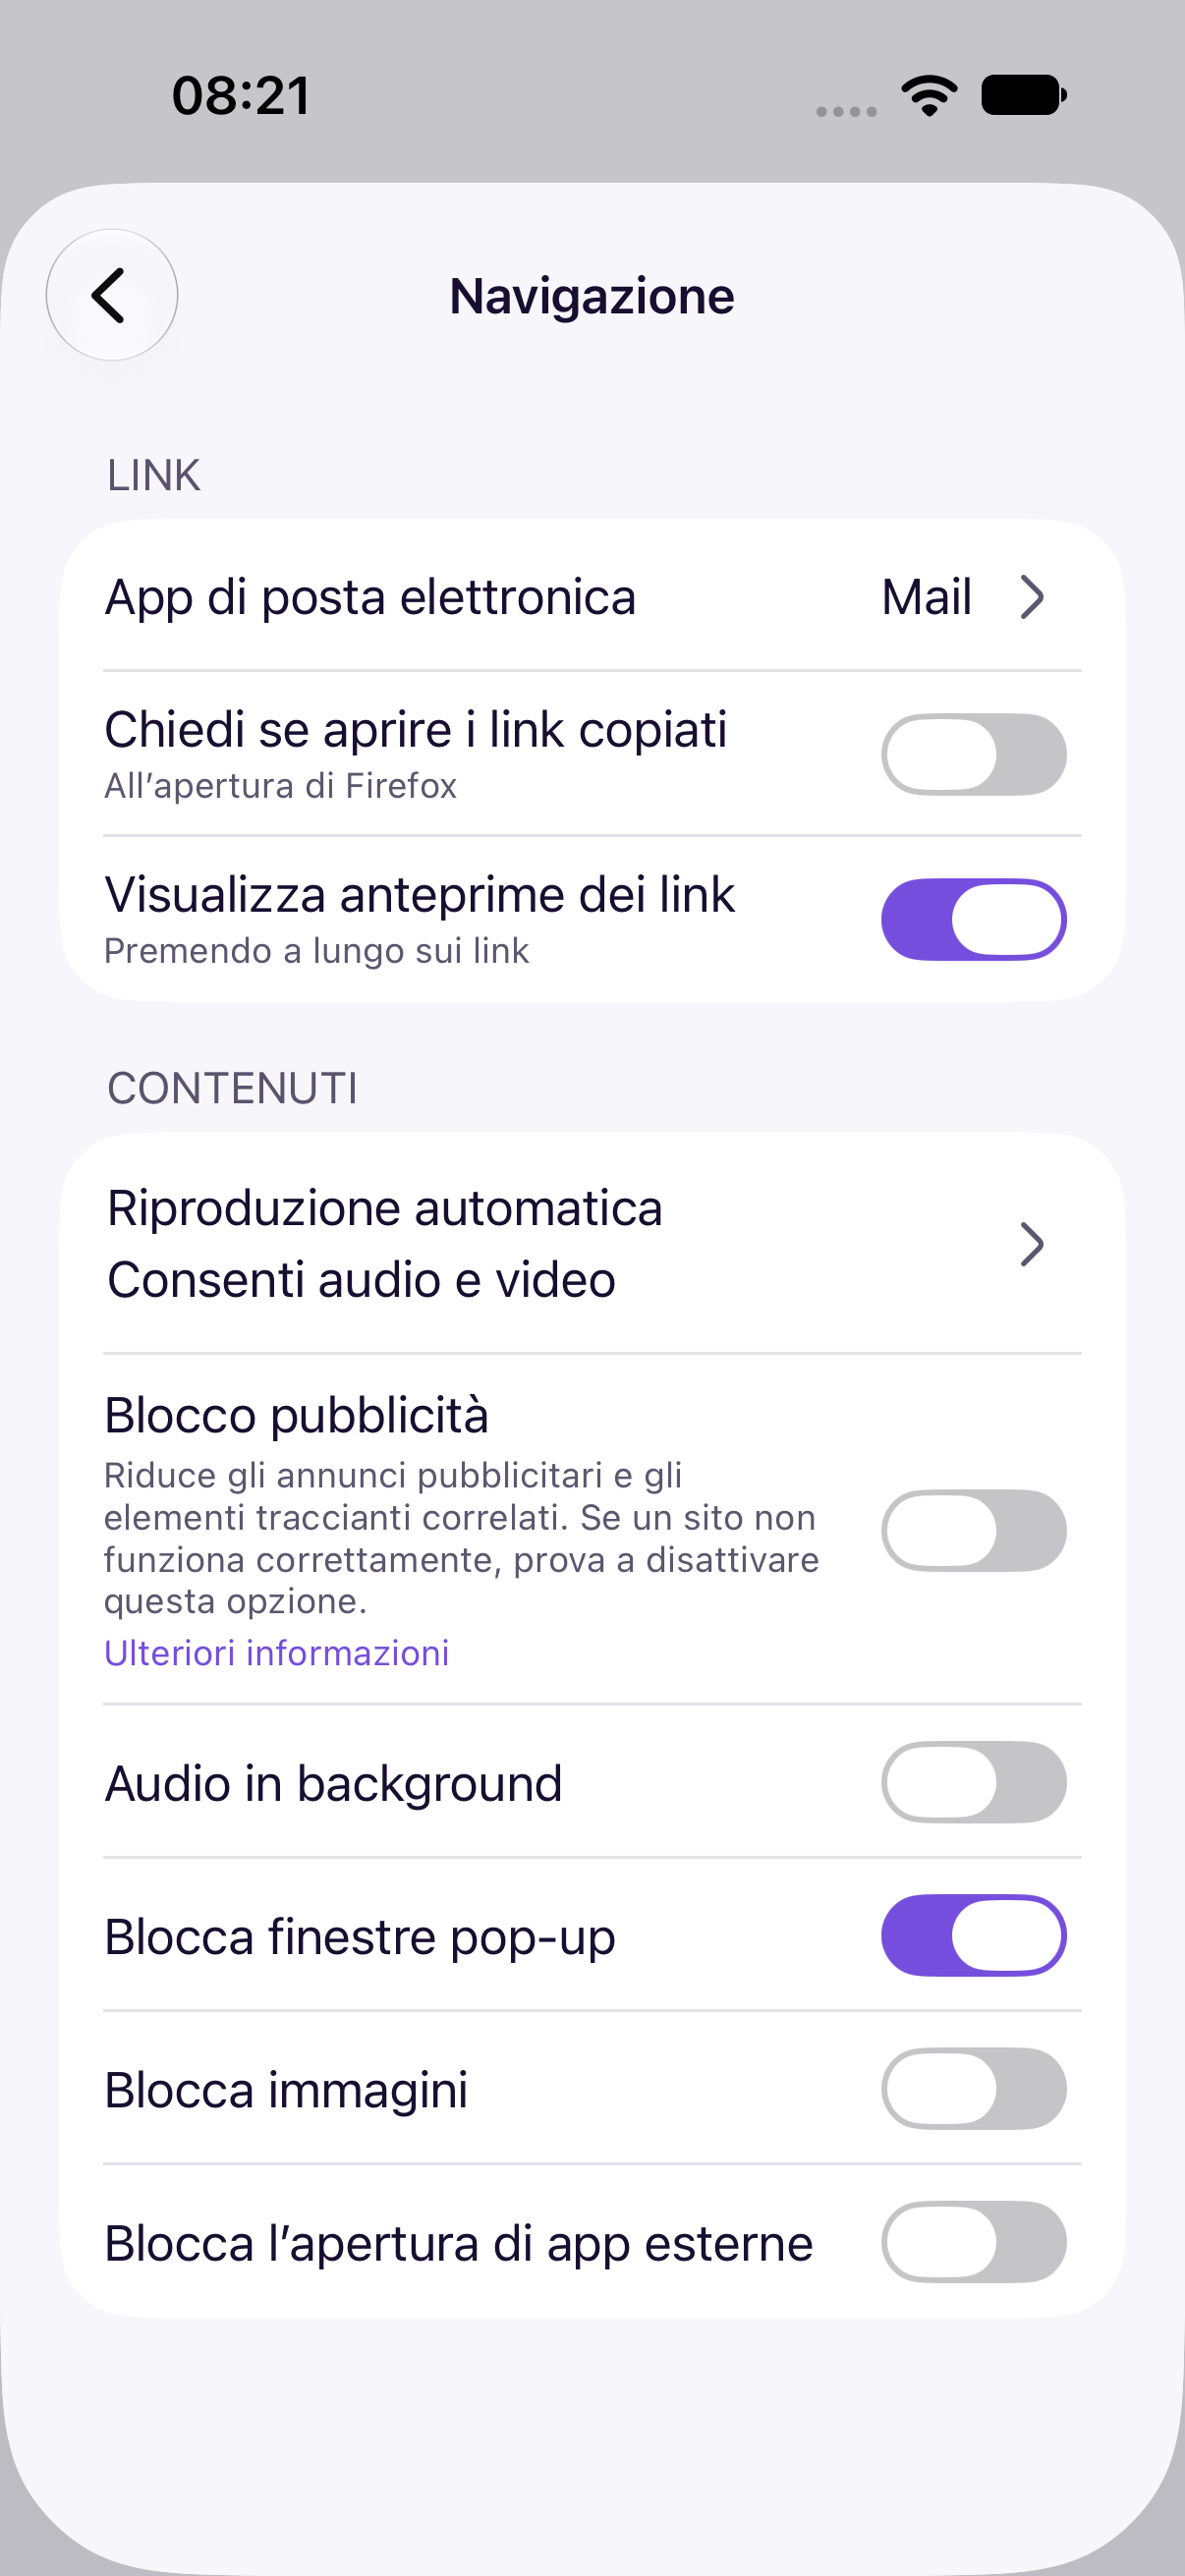 08:21
Navigazione
LINK
App di posta elettronica Mail
Chiedi se aprire i link copiati
All’apertura di Firefox
Visualizza anteprime dei link
Premendo a lungo sui link
CONTENUTI
Riproduzione automatica
Consenti audio e video
Blocco pubblicità
Riduce gli annunci pubblicitari e gli
elementi traccianti correlati. Se un sito non
funziona correttamente, prova a disattivare
questa opzione.
Ulteriori informazioni
Audio in background
Blocca finestre pop-up
Blocca immagini
Blocca l’apertura di app esterne